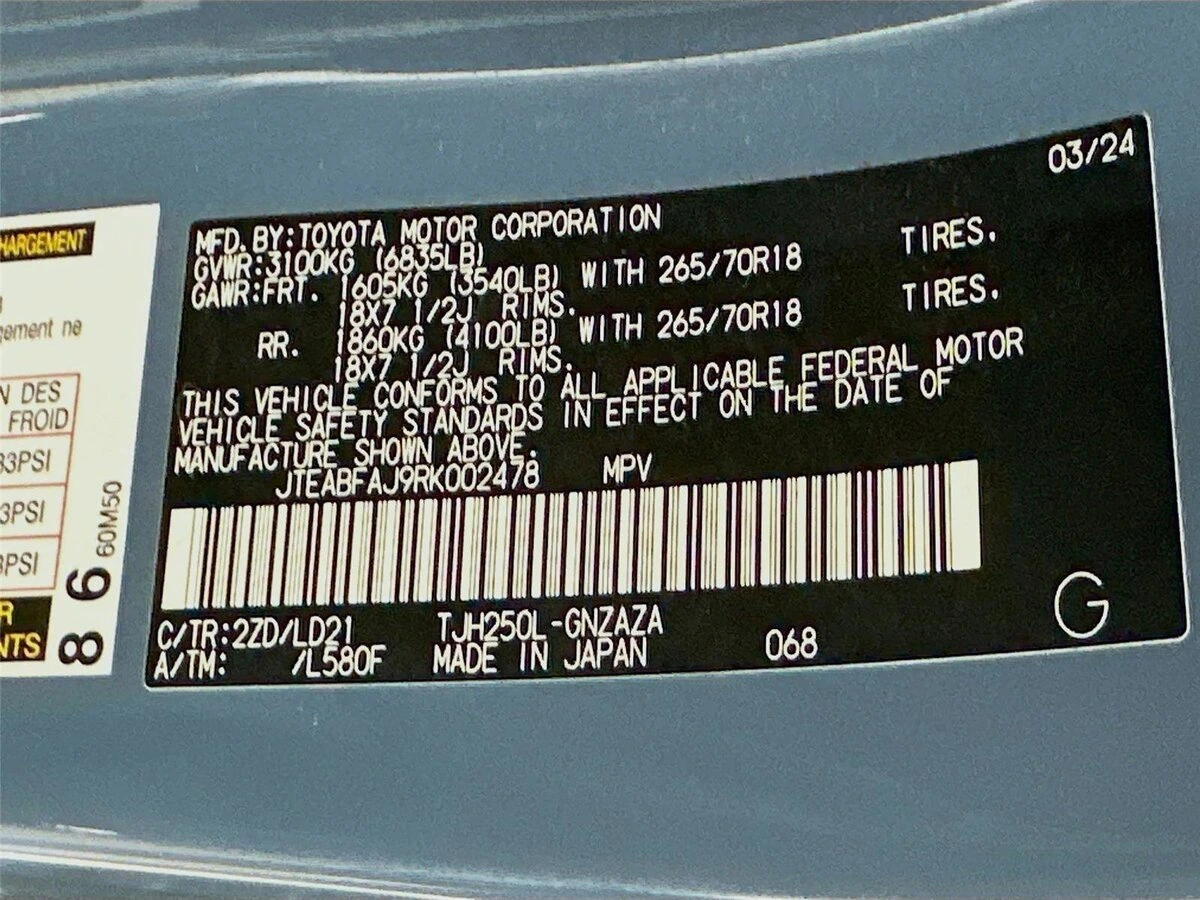 HARGEMENT
gement ne
N DES
FROID
33PSI
3PSI
3PSI
R
NTS
60M50
86
03/24
MFD. BY:TOYOTA MOTOR CORPORATION
GVWR:3100KG (6835LB)
GAWR:FRT. 1605KG (3540LB) WITH 265/70R18 TIRES.
18X7 1/2J RIMS.
RR. 1860KG (4100LB) WITH 265/70R18 TIRES.
18X7 1/2J RIMS.
THIS VEHICLE CONFORMS TO ALL APPLICABLE FEDERAL MOTOR
VEHICLE SAFETY STANDARDS IN EFFECT ON THE DATE OF
MANUFACTURE SHOWN ABOVE.
JTEABFAJ9RK002478 MPV
C/TR:2ZD/LD21 TJH250L-GNZAZA
A/TM: /L580F MADE IN JAPAN 068
G